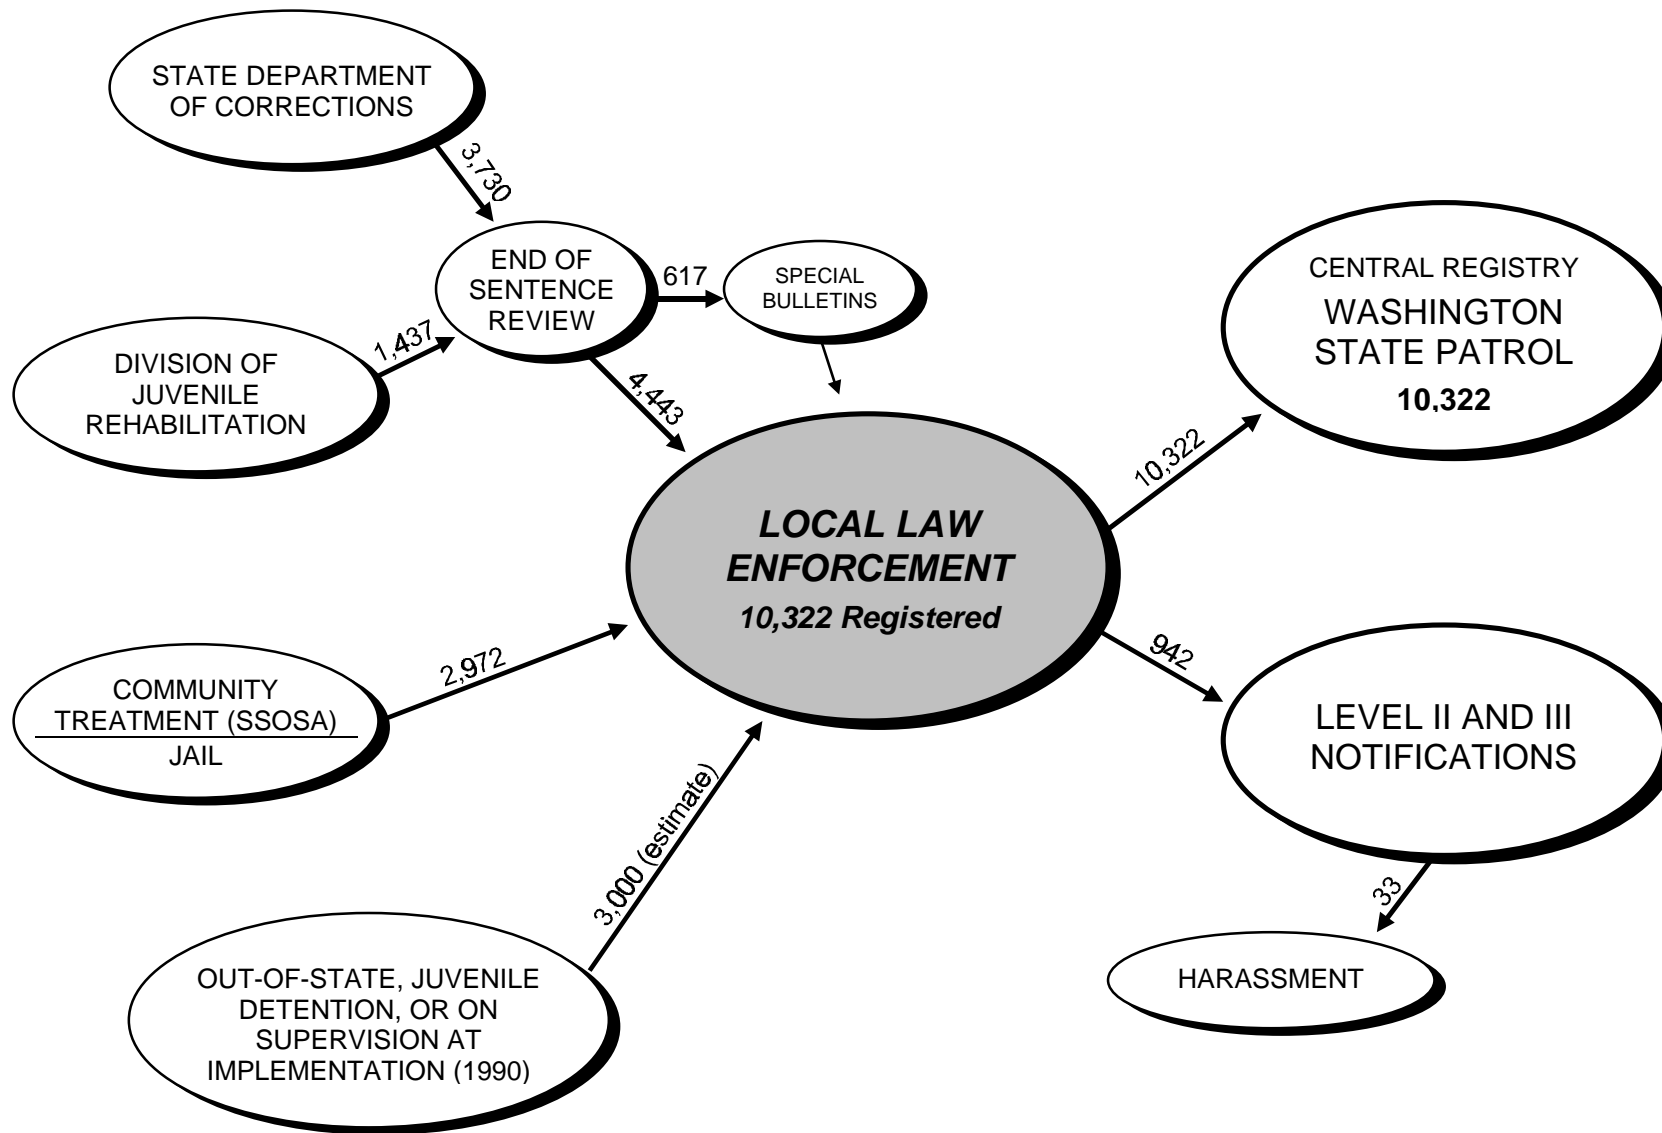 STATE DEPARTMENT
OF CORRECTIONS
3,730
END OF
SENTENCE
REVIEW
617
SPECIAL
BULLETINS
DIVISION OF
JUVENILE
REHABILITATION
1,437
4,443
CENTRAL REGISTRY
WASHINGTON
STATE PATROL
10,322
10,322
LOCAL LAW
ENFORCEMENT
10,322 Registered
COMMUNITY
TREATMENT (SSOSA)
JAIL
2,972
942
LEVEL II AND III
NOTIFICATIONS
3,000 (estimate)
33
OUT-OF-STATE, JUVENILE
DETENTION, OR ON
SUPERVISION AT
IMPLEMENTATION (1990)
HARASSMENT